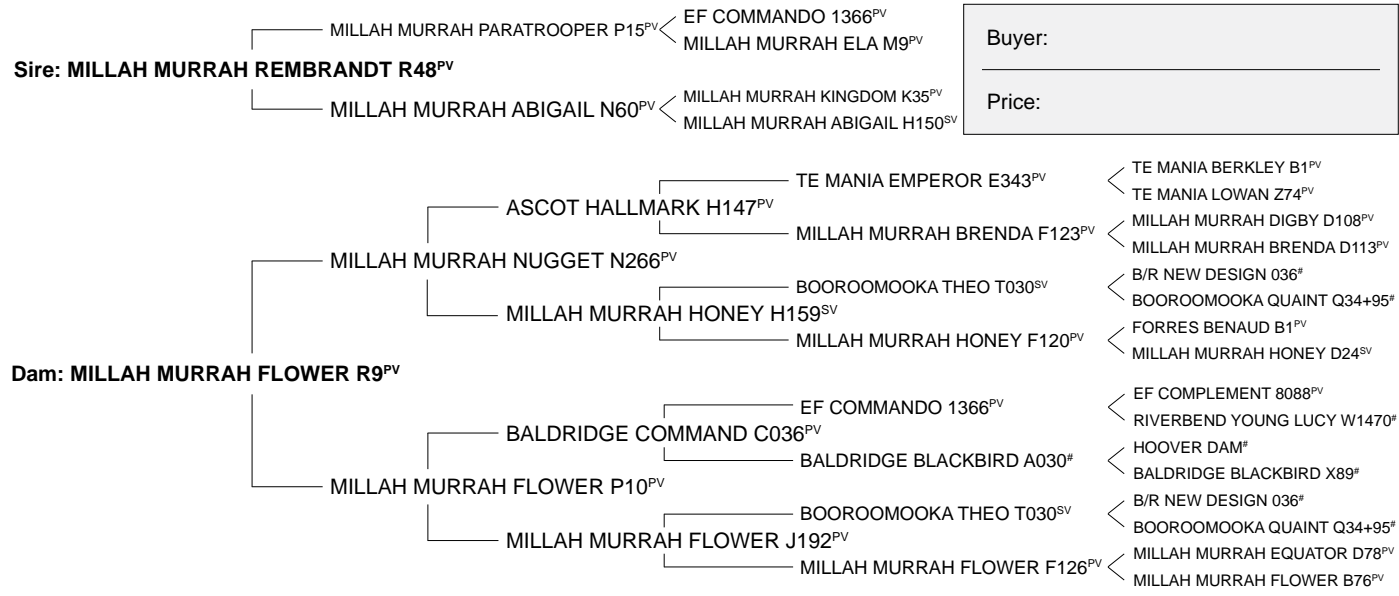 MILLAH MURRAH PARATROOPER P15PV
EF COMMANDO 1366PV
MILLAH MURRAH ELA M9PV
Sire: MILLAH MURRAH REMBRANDT R48PV
MILLAH MURRAH ABIGAIL N60PV
MILLAH MURRAH KINGDOM K35PV
MILLAH MURRAH ABIGAIL H150SV
Buyer:
Price:
TE MANIA EMPEROR E343PV
TE MANIA BERKLEY B1PV
TE MANIA LOWAN Z74PV
ASCOT HALLMARK H147PV
MILLAH MURRAH BRENDA F123PV
MILLAH MURRAH DIGBY D108PV
MILLAH MURRAH BRENDA D113PV
MILLAH MURRAH NUGGET N266PV
BOOROOMOOKA THEO T030SV
B/R NEW DESIGN 036#
BOOROOMOOKA QUAINT Q34+95#
MILLAH MURRAH HONEY H159SV
MILLAH MURRAH HONEY F120PV
FORRES BENAUD B1PV
MILLAH MURRAH HONEY D24SV
Dam: MILLAH MURRAH FLOWER R9PV
EF COMMANDO 1366PV
EF COMPLEMENT 8088PV
RIVERBEND YOUNG LUCY W1470#
BALDRIDGE COMMAND C036PV
BALDRIDGE BLACKBIRD A030#
HOOVER DAM#
BALDRIDGE BLACKBIRD X89#
MILLAH MURRAH FLOWER P10PV
BOOROOMOOKA THEO T030SV
B/R NEW DESIGN 036#
BOOROOMOOKA QUAINT Q34+95#
MILLAH MURRAH FLOWER J192PV
MILLAH MURRAH FLOWER F126PV
MILLAH MURRAH EQUATOR D78PV
MILLAH MURRAH FLOWER B76PV